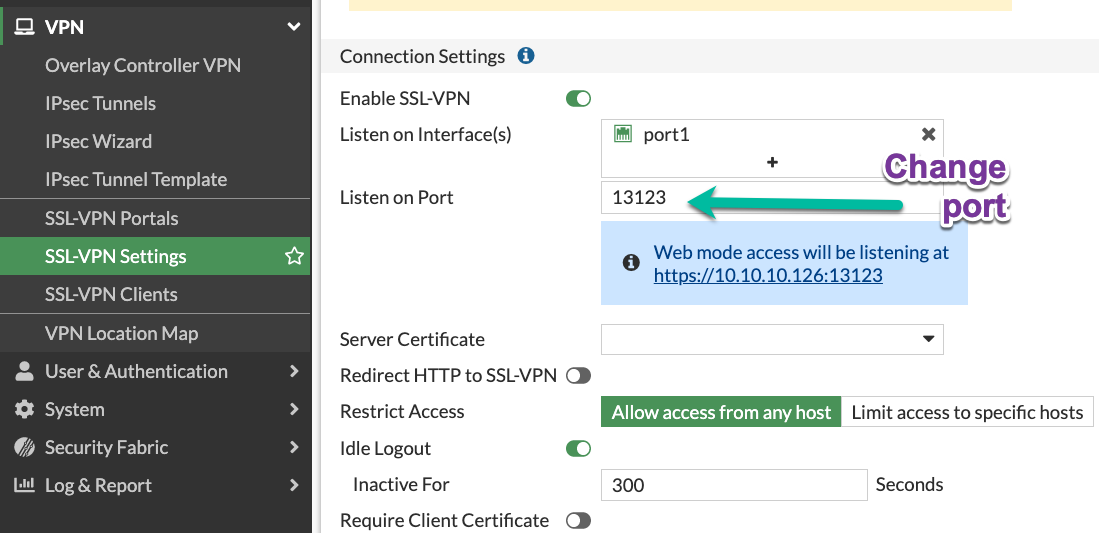 VPN
Overlay Controller VPN
IPsec Tunnels
IPsec Wizard
IPsec Tunnel Template
SSL-VPN Portals
SSL-VPN Settings
SSL-VPN Clients
VPN Location Map
User & Authentication
System
Security Fabric
Log & Report
Connection Settings
Enable SSL-VPN
Listen on Interface(s) port1
+
Listen on Port 13123
Change
port
Web mode access will be listening at
https://10.10.10.126:13123
Server Certificate
Redirect HTTP to SSL-VPN
Restrict Access Allow access from any host Limit access to specific hosts
Idle Logout
Inactive For 300 Seconds
Require Client Certificate